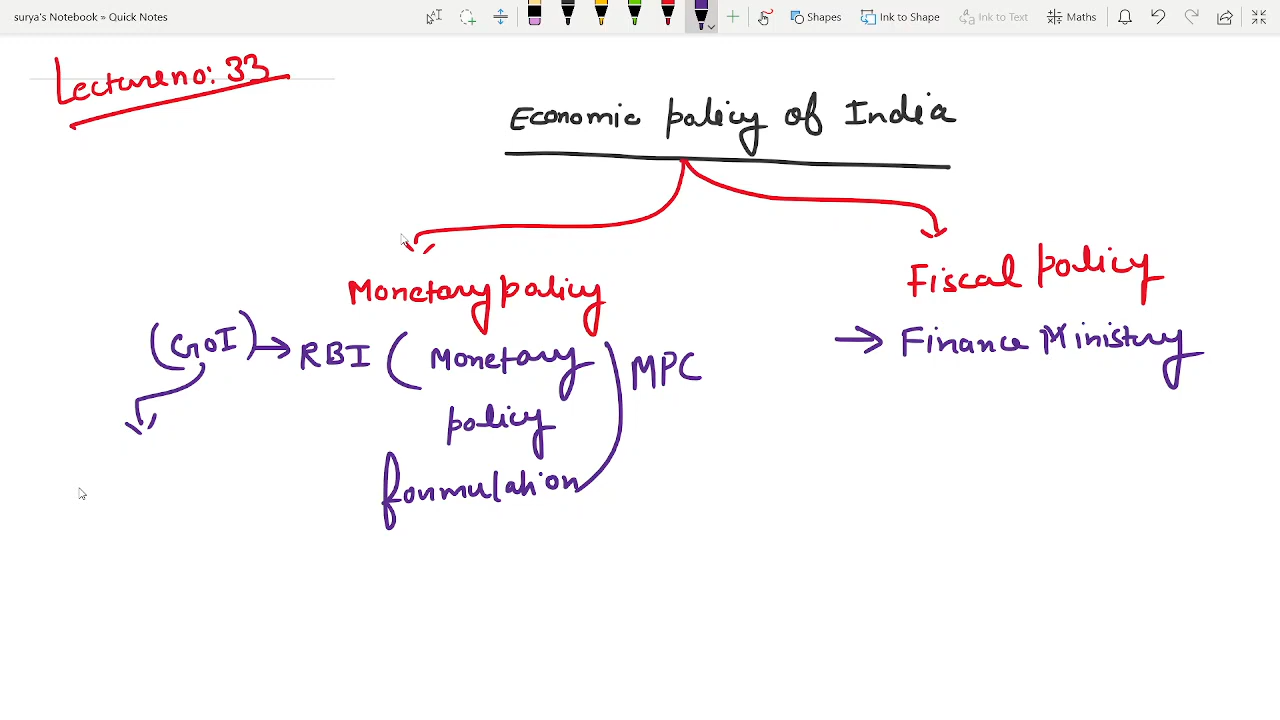 surya's Notebook » Quick Notes
Shapes
Ink to Shape
Ink to Text
Maths
Lecture no: 33
Economic policy of India
Monetary policy
Fiscal policy
(GoI) → RBI ( Monetary policy formulation ) MPC
→ Finance Ministry